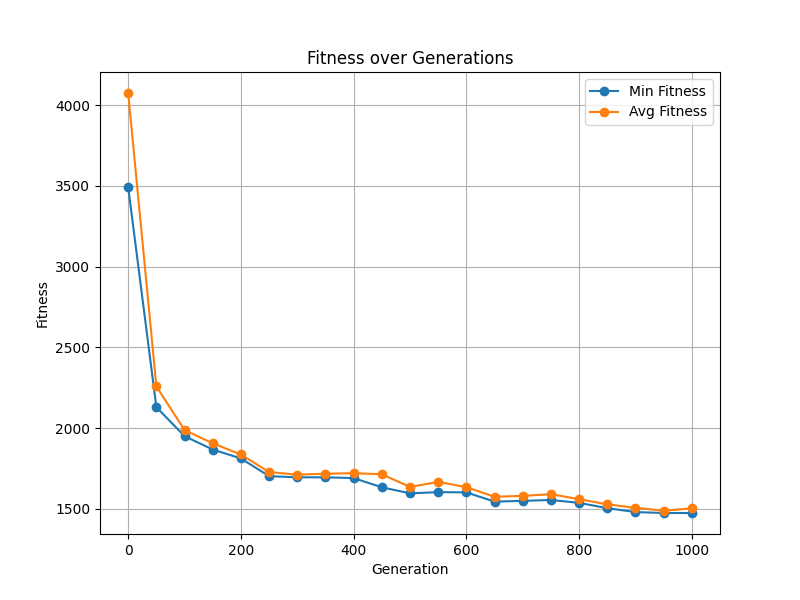 Fitness over Generations
Min Fitness
Avg Fitness
4000
3500
3000
2500
2000
1500
Fitness
0 200 400 600 800 1000
Generation